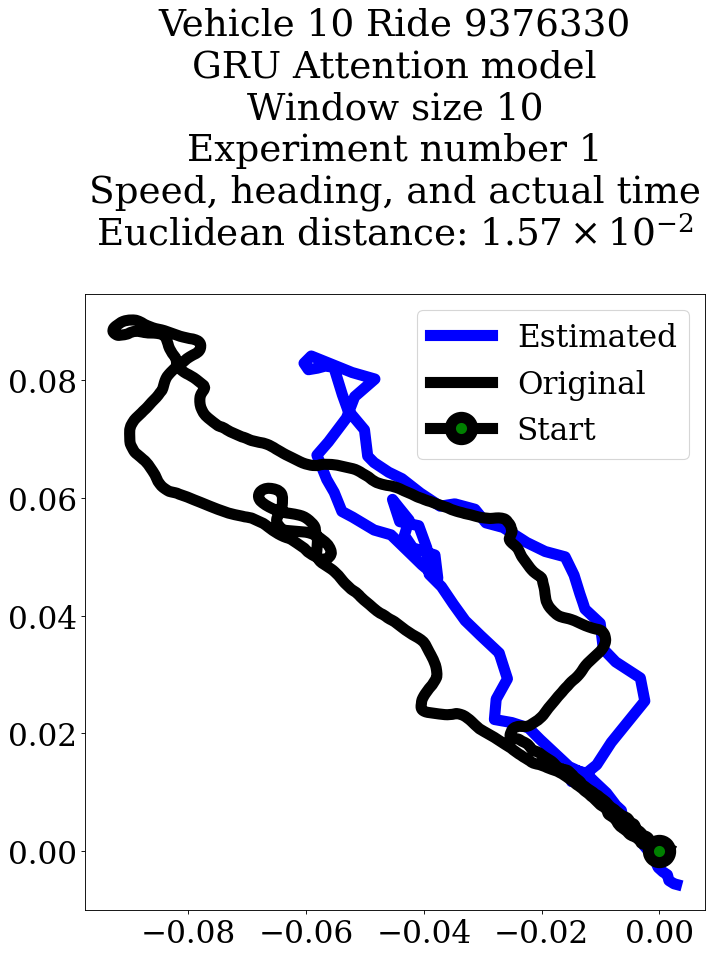 Vehicle 10 Ride 9376330
GRU Attention model
Window size 10
Experiment number 1
Speed, heading, and actual time
Euclidean distance: 1.57 × 10⁻²
Estimated
Original
Start
0.08
0.06
0.04
0.02
0.00
−0.08 −0.06 −0.04 −0.02 0.00